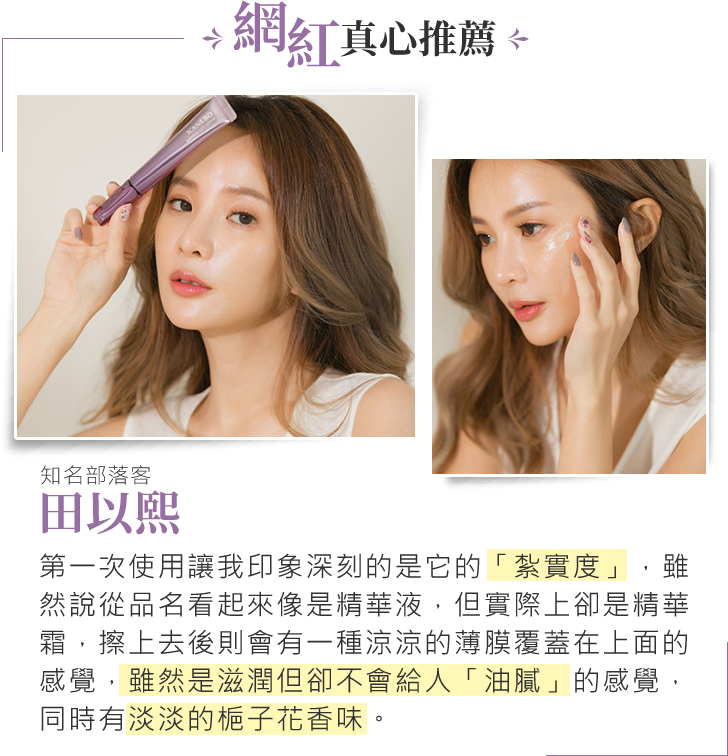 網紅真心推薦
KANEBO
知名部落客
田以熙
第一次使用讓我印象深刻的是它的「紮實度」，雖
然說從品名看起來像是精華液，但實際上卻是精華
霜，擦上去後則會有一種涼涼的薄膜覆蓋在上面的
感覺，雖然是滋潤但卻不會給人「油膩」的感覺，
同時有淡淡的梔子花香味。